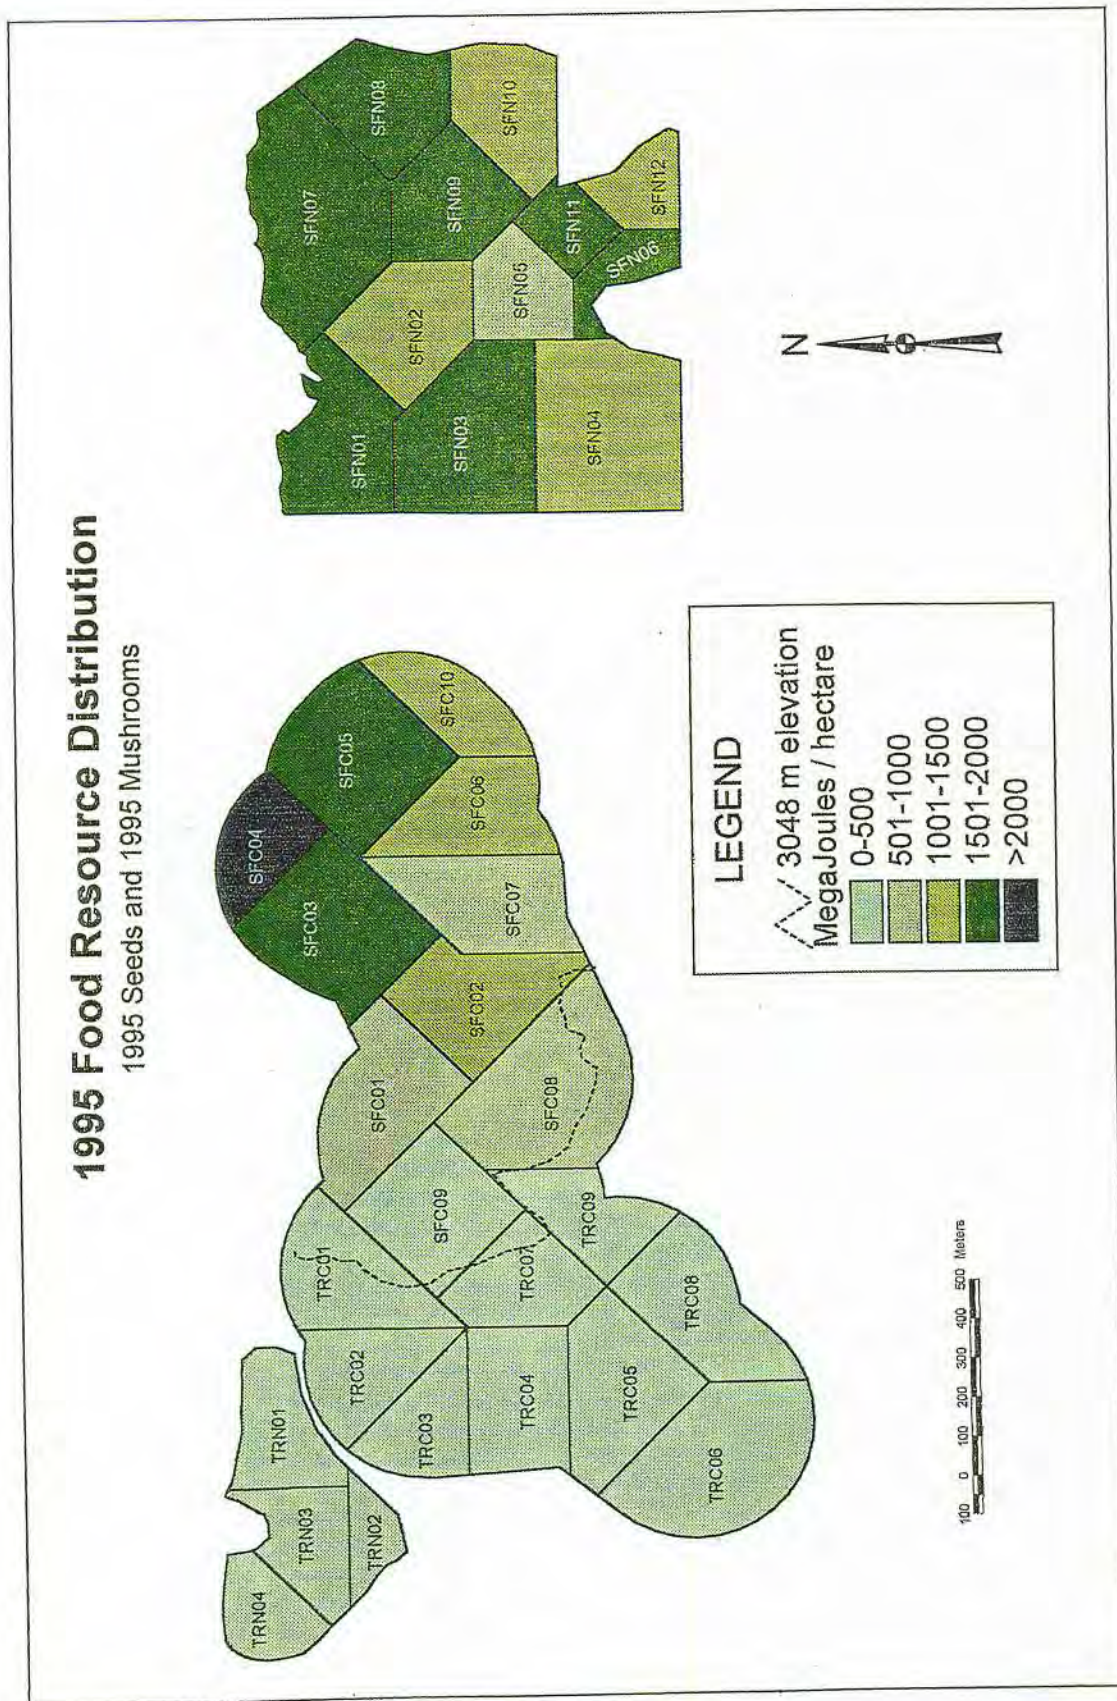 1995 Food Resource Distribution
1995 Seeds and 1995 Mushrooms
TRN04
TRN03
TRN01
TRN02
TRC02
TRC01
TRC03
TRC04
TRC07
TRC05
TRC09
TRC06
TRC08
SFC09
SFC01
SFC08
SFC02
SFC03
SFC04
SFC05
SFC07
SFC06
SFC10
SFN01
SFN07
SFN08
SFN02
SFN03
SFN09
SFN10
SFN05
SFN04
SFN11
SFN06
SFN12
N
LEGEND
3048 m elevation
MegaJoules / hectare
0-500
501-1000
1001-1500
1501-2000
>2000
100 0 100 200 300 400 500 Meters